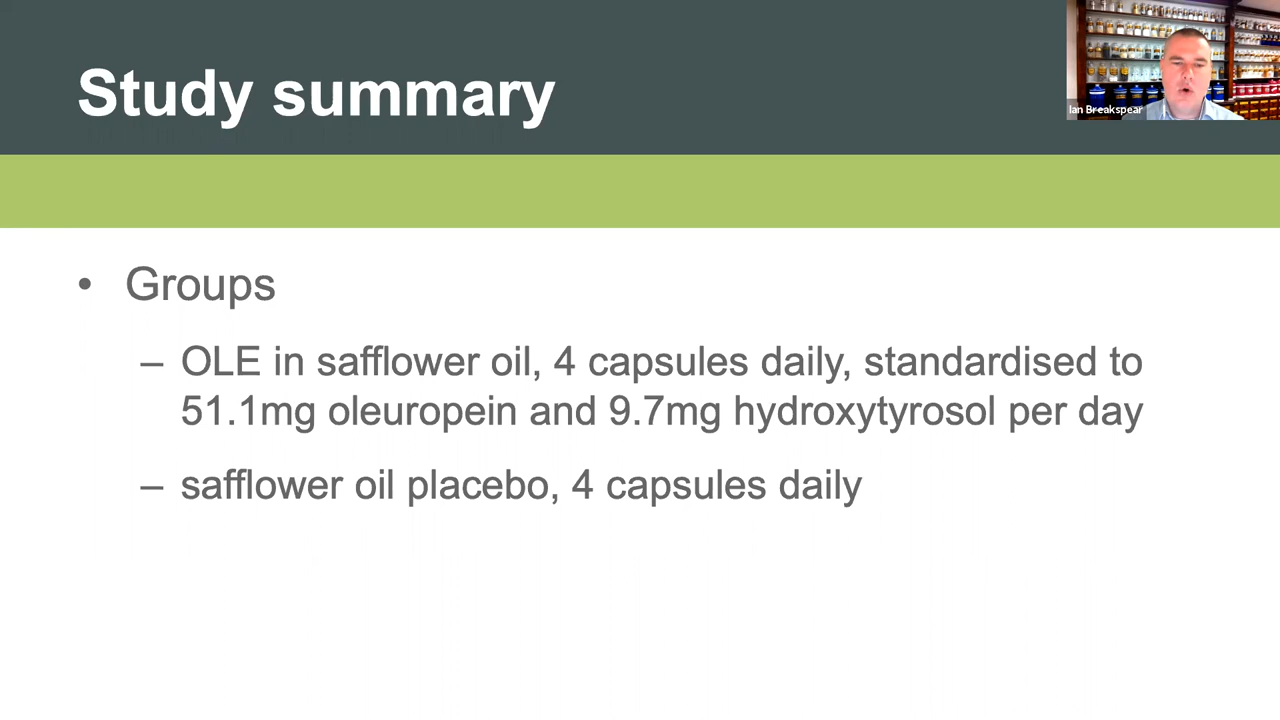 Study summary
Ian Breakspear
• Groups
– OLE in safflower oil, 4 capsules daily, standardised to
51.1mg oleuropein and 9.7mg hydroxytyrosol per day
– safflower oil placebo, 4 capsules daily